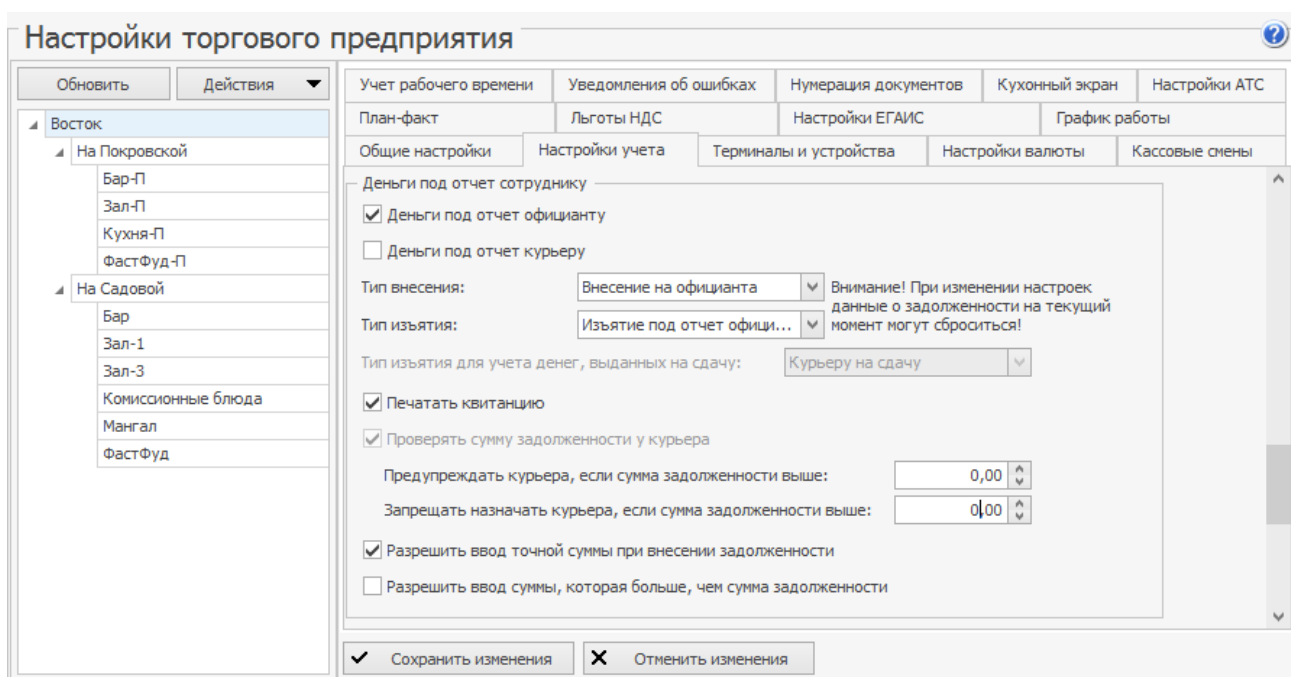 Настройки торгового предприятия
Обновить
Действия
Восток
На Покровской
Бар-П
Зал-П
Кухня-П
ФастФуд-П
На Садовой
Бар
Зал-1
Зал-3
Комиссионные блюда
Мангал
ФастФуд
Учет рабочего времени Уведомления об ошибках Нумерация документов Кухонный экран Настройки АТС
План-факт Льготы НДС Настройки ЕГАИС График работы
Общие настройки Настройки учета Терминалы и устройства Настройки валюты Кассовые смены
Деньги под отчет сотруднику
Деньги под отчет официанту
Деньги под отчет курьеру
Тип внесения: Внесение на официанта
Тип изъятия: Изъятие под отчет офици...
Внимание! При изменении настроек
данные о задолженности на текущий
момент могут сброситься!
Тип изъятия для учета денег, выданных на сдачу: Курьеру на сдачу
Печатать квитанцию
Проверять сумму задолженности у курьера
Предупреждать курьера, если сумма задолженности выше: 0,00
Запрещать назначать курьера, если сумма задолженности выше: 0,00
Разрешить ввод точной суммы при внесении задолженности
Разрешить ввод суммы, которая больше, чем сумма задолженности
Сохранить изменения
Отменить изменения